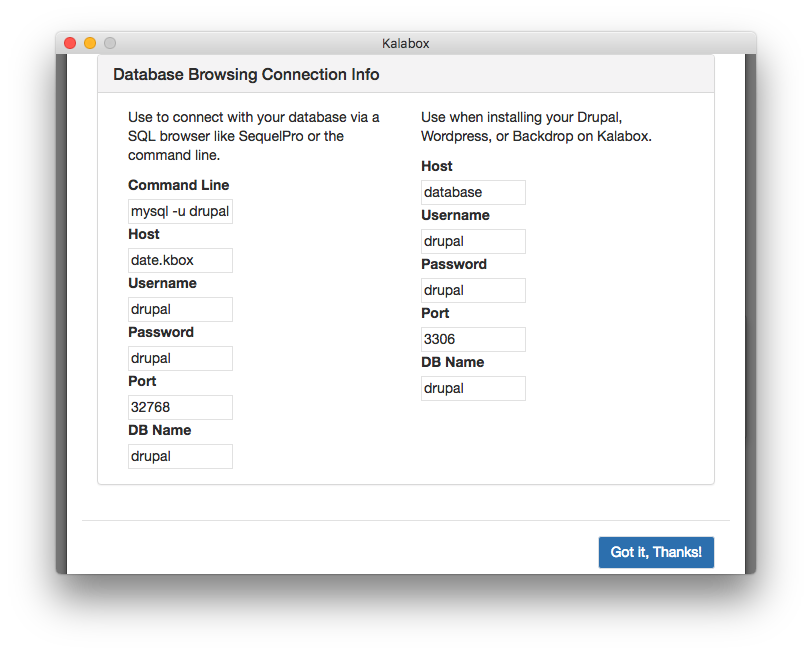 Kalabox
Database Browsing Connection Info
Use to connect with your database via a
SQL browser like SequelPro or the
command line.
Command Line
mysql -u drupal
Host
date.kbox
Username
drupal
Password
drupal
Port
32768
DB Name
drupal
Use when installing your Drupal,
Wordpress, or Backdrop on Kalabox.
Host
database
Username
drupal
Password
drupal
Port
3306
DB Name
drupal
Got it, Thanks!